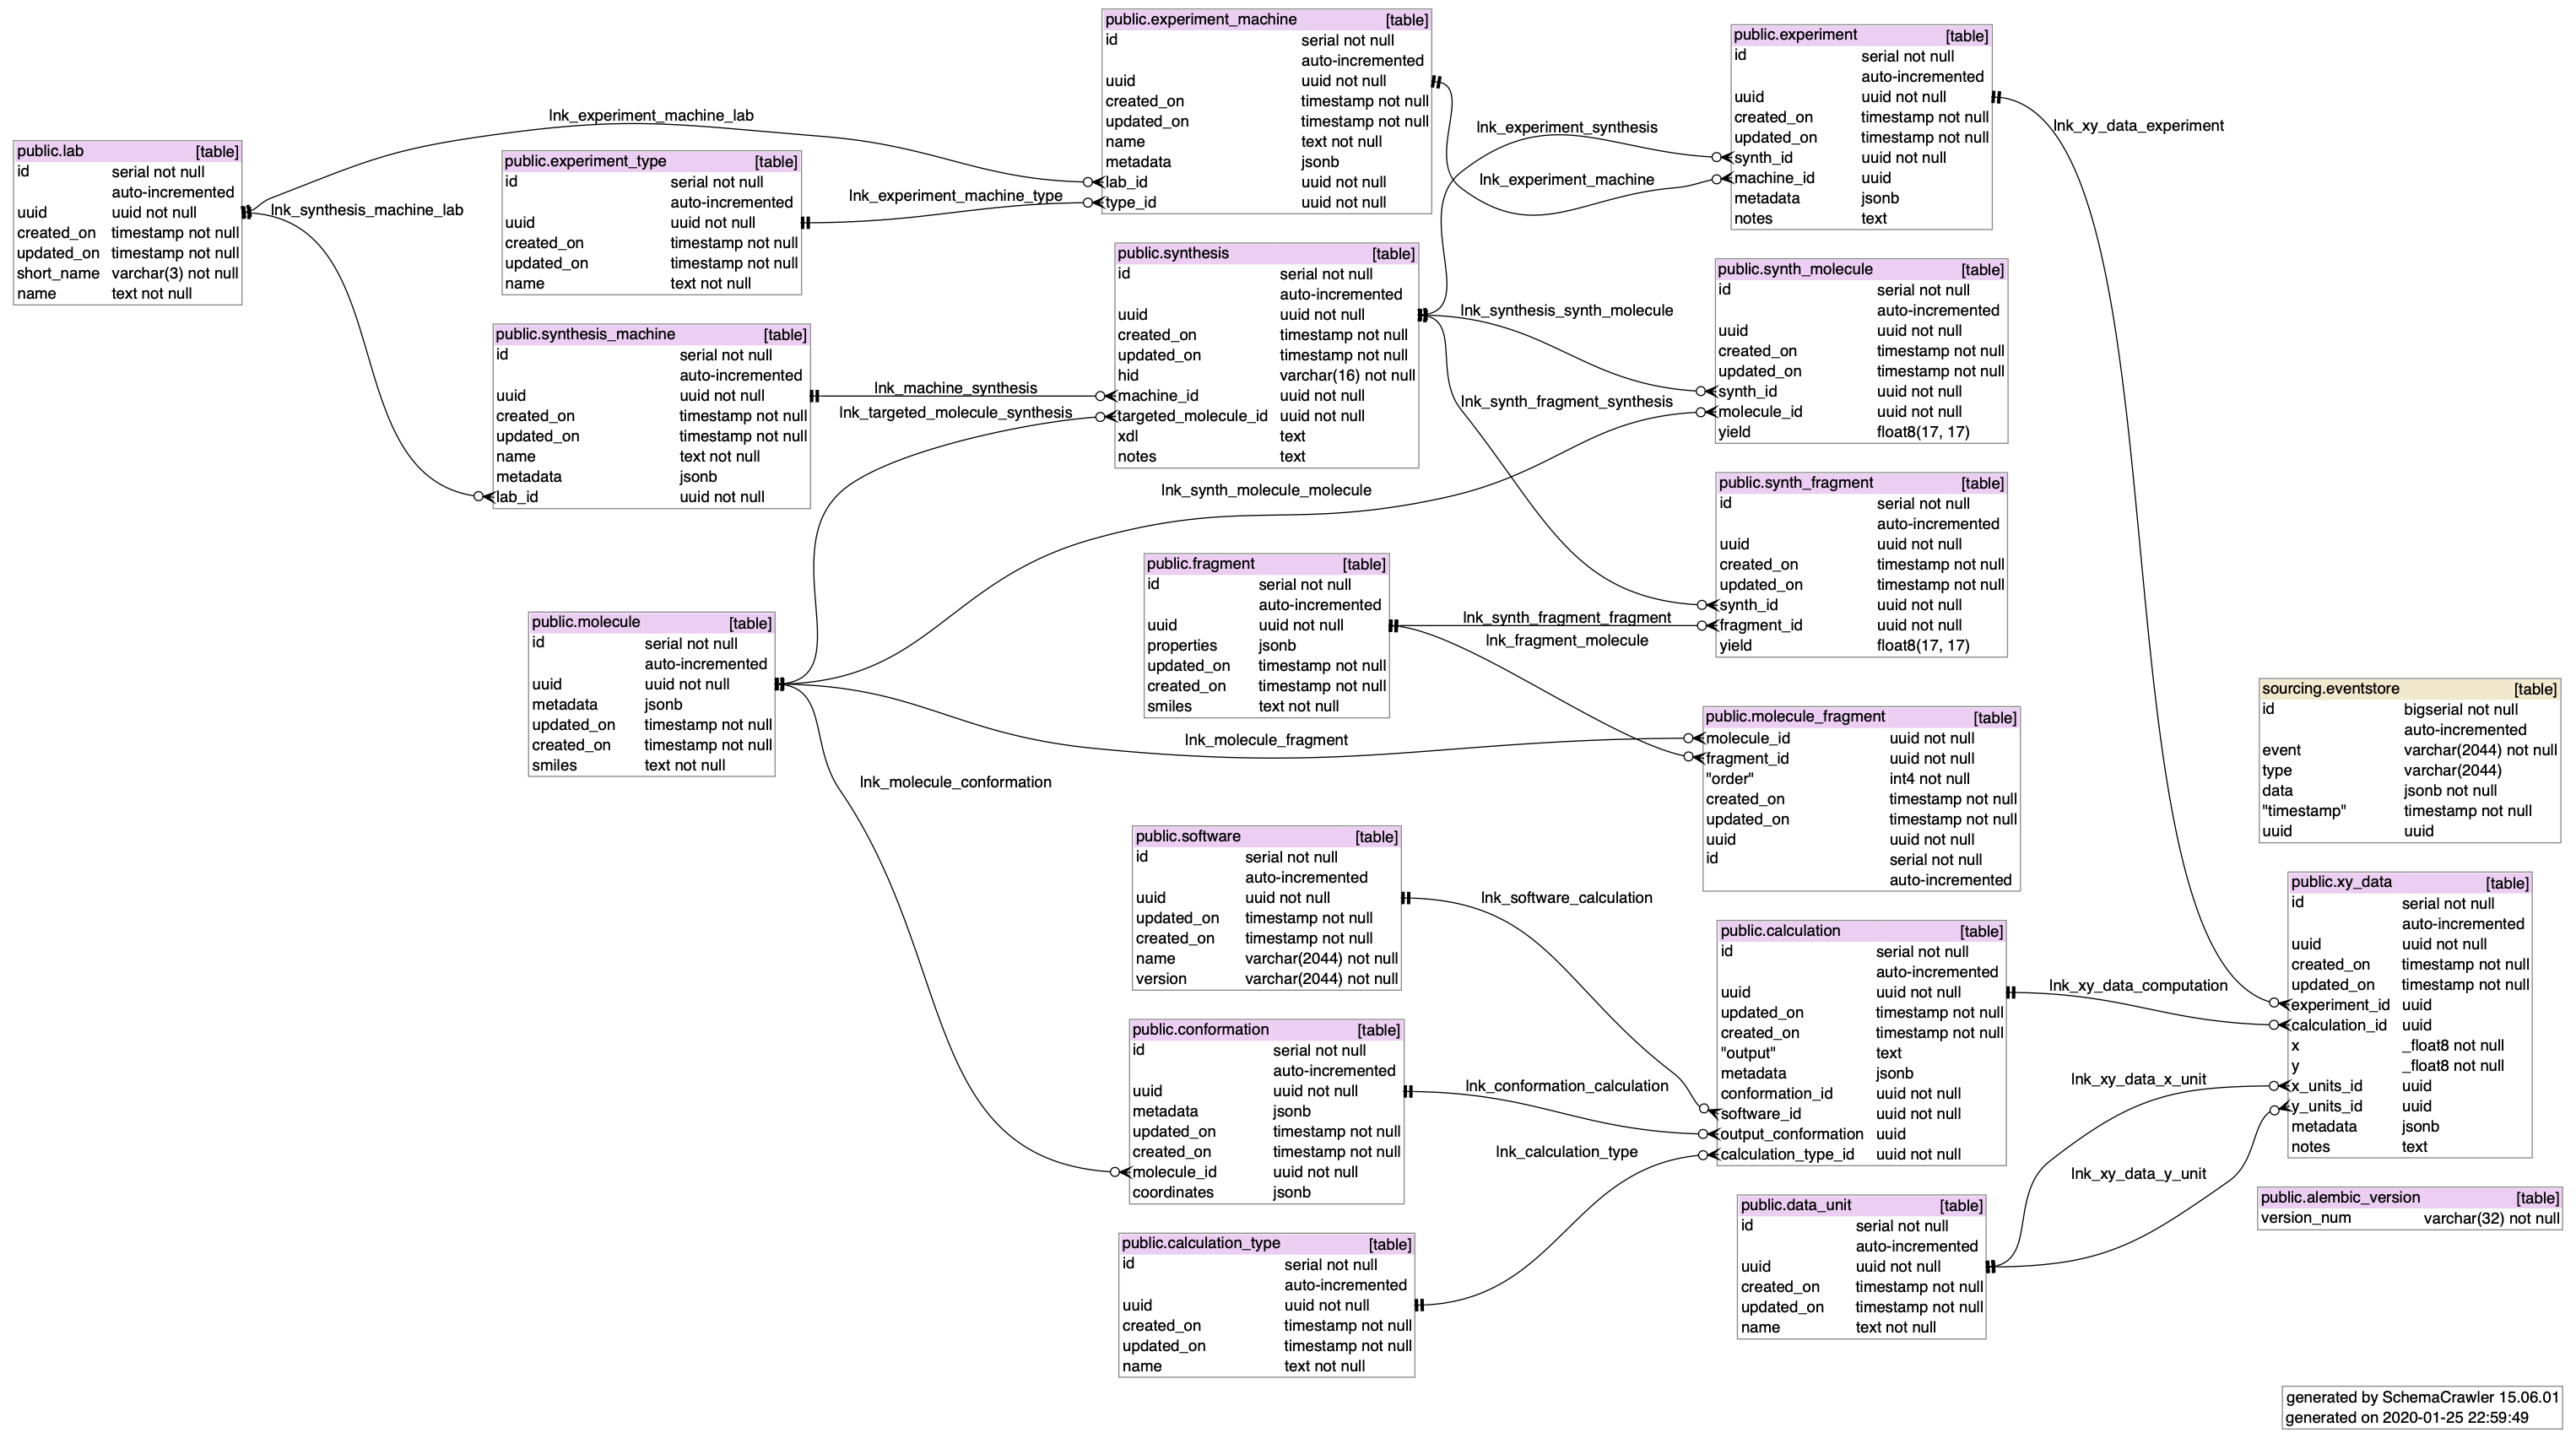 public.lab [table]
id serial not null
auto-incremented
uuid uuid not null
created_on timestamp not null
updated_on timestamp not null
short_name varchar(3) not null
name text not null
lnk_experiment_machine_lab
lnk_synthesis_machine_lab
public.experiment_type [table]
id serial not null
auto-incremented
uuid uuid not null
created_on timestamp not null
updated_on timestamp not null
name text not null
public.synthesis_machine [table]
id serial not null
auto-incremented
uuid uuid not null
created_on timestamp not null
updated_on timestamp not null
name text not null
metadata jsonb
lab_id uuid not null
public.molecule [table]
id serial not null
auto-incremented
uuid uuid not null
metadata jsonb
updated_on timestamp not null
created_on timestamp not null
smiles text not null
lnk_experiment_machine_type
lnk_machine_synthesis
lnk_targeted_molecule_synthesis
lnk_synth_molecule_molecule
lnk_molecule_fragment
lnk_molecule_conformation
public.experiment_machine [table]
id serial not null
auto-incremented
uuid uuid not null
created_on timestamp not null
updated_on timestamp not null
name text not null
metadata jsonb
lab_id uuid not null
type_id uuid not null
public.synthesis [table]
id serial not null
auto-incremented
uuid uuid not null
created_on timestamp not null
updated_on timestamp not null
hid varchar(16) not null
machine_id uuid not null
targeted_molecule_id uuid not null
xdl text
notes text
public.fragment [table]
id serial not null
auto-incremented
uuid uuid not null
properties jsonb
updated_on timestamp not null
created_on timestamp not null
smiles text not null
public.software [table]
id serial not null
auto-incremented
uuid uuid not null
updated_on timestamp not null
created_on timestamp not null
name varchar(2044) not null
version varchar(2044) not null
public.conformation [table]
id serial not null
auto-incremented
uuid uuid not null
metadata jsonb
updated_on timestamp not null
created_on timestamp not null
molecule_id uuid not null
coordinates jsonb
public.calculation_type [table]
id serial not null
auto-incremented
uuid uuid not null
created_on timestamp not null
updated_on timestamp not null
name text not null
lnk_experiment_synthesis
lnk_experiment_machine
lnk_synthesis_synth_molecule
lnk_synth_fragment_synthesis
lnk_synth_fragment_fragment
lnk_fragment_molecule
lnk_software_calculation
lnk_conformation_calculation
lnk_calculation_type
public.experiment [table]
id serial not null
auto-incremented
uuid uuid not null
created_on timestamp not null
updated_on timestamp not null
synth_id uuid not null
machine_id uuid
metadata jsonb
notes text
public.synth_molecule [table]
id serial not null
auto-incremented
uuid uuid not null
created_on timestamp not null
updated_on timestamp not null
synth_id uuid not null
molecule_id uuid not null
yield float8(17, 17)
public.synth_fragment [table]
id serial not null
auto-incremented
uuid uuid not null
created_on timestamp not null
updated_on timestamp not null
synth_id uuid not null
fragment_id uuid not null
yield float8(17, 17)
public.molecule_fragment [table]
molecule_id uuid not null
fragment_id uuid not null
"order" int4 not null
created_on timestamp not null
updated_on timestamp not null
uuid uuid not null
id serial not null
auto-incremented
public.calculation [table]
id serial not null
auto-incremented
uuid uuid not null
updated_on timestamp not null
created_on timestamp not null
"output" text
metadata jsonb
conformation_id uuid not null
software_id uuid not null
output_conformation uuid
calculation_type_id uuid not null
public.data_unit [table]
id serial not null
auto-incremented
uuid uuid not null
created_on timestamp not null
updated_on timestamp not null
name text not null
lnk_xy_data_experiment
lnk_xy_data_computation
lnk_xy_data_x_unit
lnk_xy_data_y_unit
sourcing.eventstore [table]
id bigserial not null
auto-incremented
event varchar(2044) not null
type varchar(2044)
data jsonb not null
"timestamp" timestamp not null
uuid uuid
public.xy_data [table]
id serial not null
auto-incremented
uuid uuid not null
created_on timestamp not null
updated_on timestamp not null
experiment_id uuid
calculation_id uuid
x _float8 not null
y _float8 not null
x_units_id uuid
y_units_id uuid
metadata jsonb
notes text
public.alembic_version [table]
version_num varchar(32) not null
generated by SchemaCrawler 15.06.01
generated on 2020-01-25 22:59:49